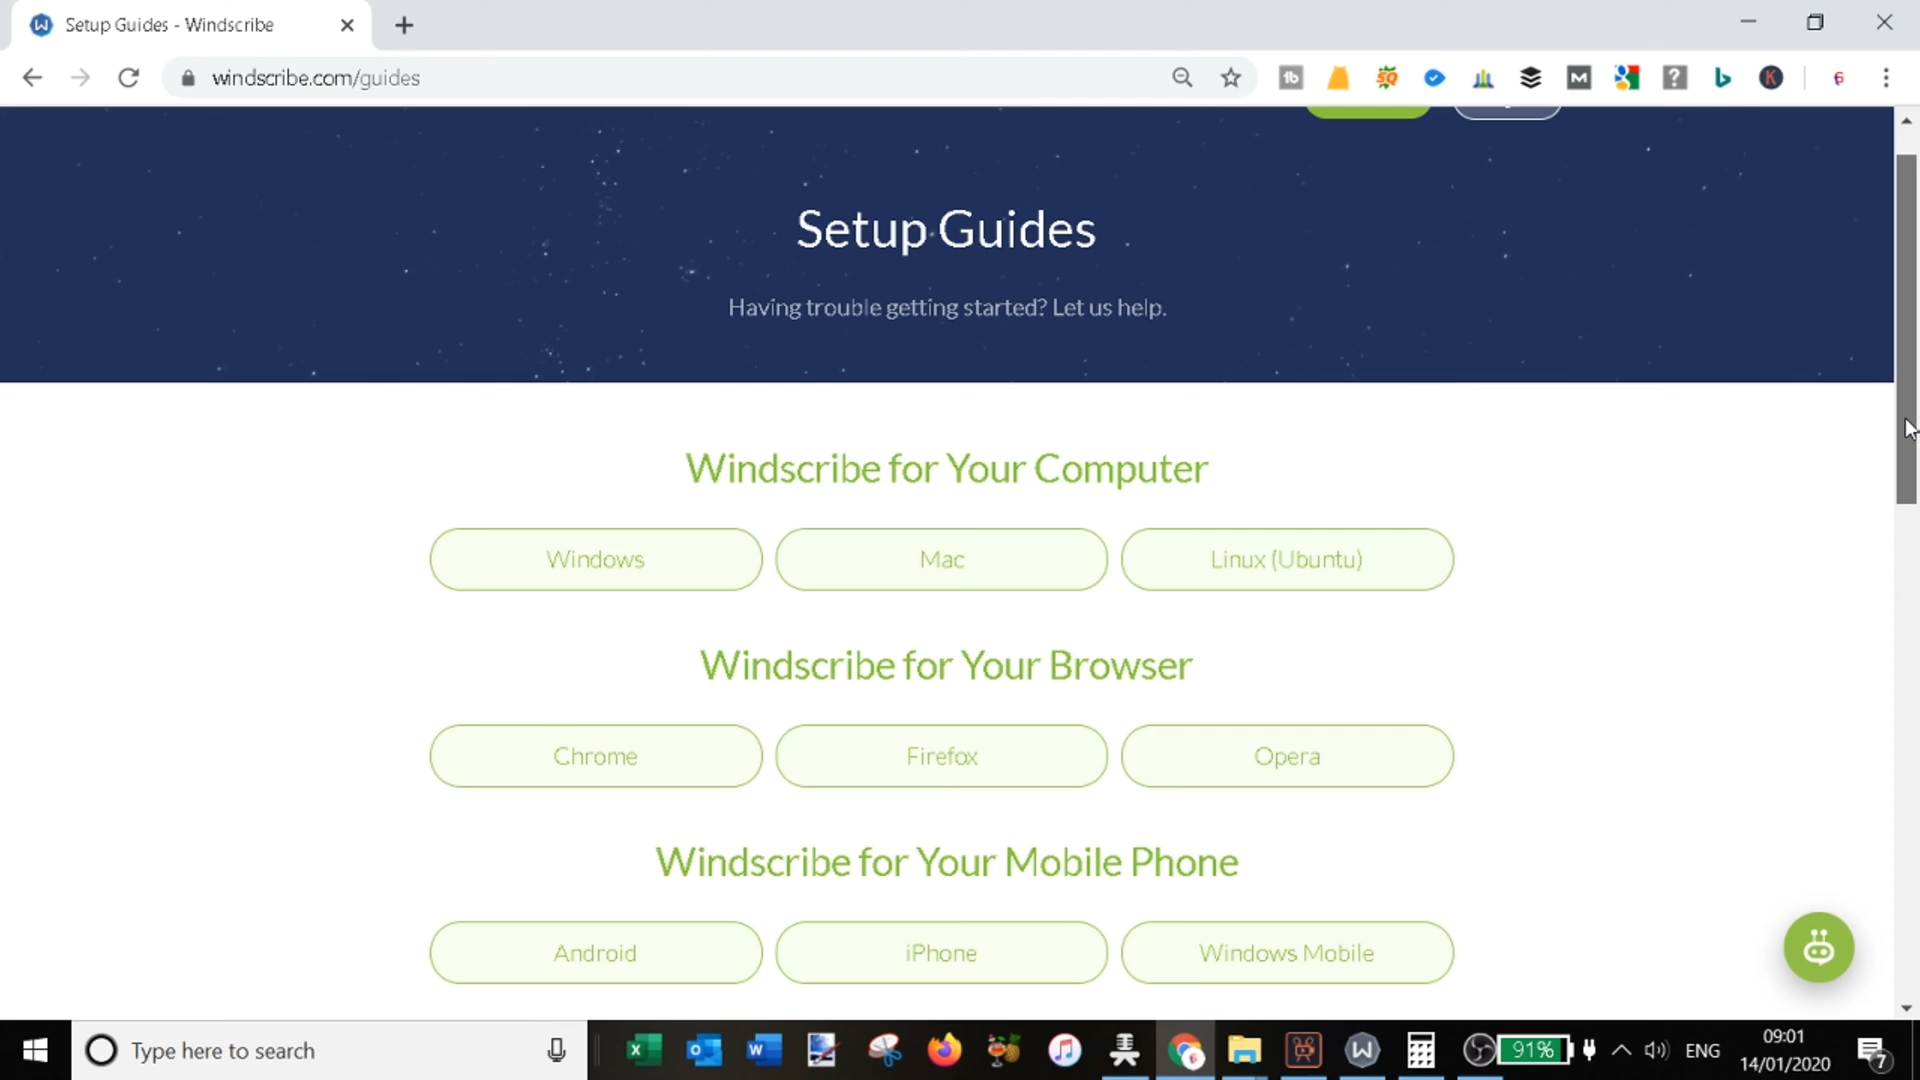 Setup Guides - Windscribe
windscribe.com/guides
Setup Guides
Having trouble getting started? Let us help.
Windscribe for Your Computer
Windows
Mac
Linux (Ubuntu)
Windscribe for Your Browser
Chrome
Firefox
Opera
Windscribe for Your Mobile Phone
Android
iPhone
Windows Mobile
Type here to search
91%
ENG
09:01
14/01/2020
7